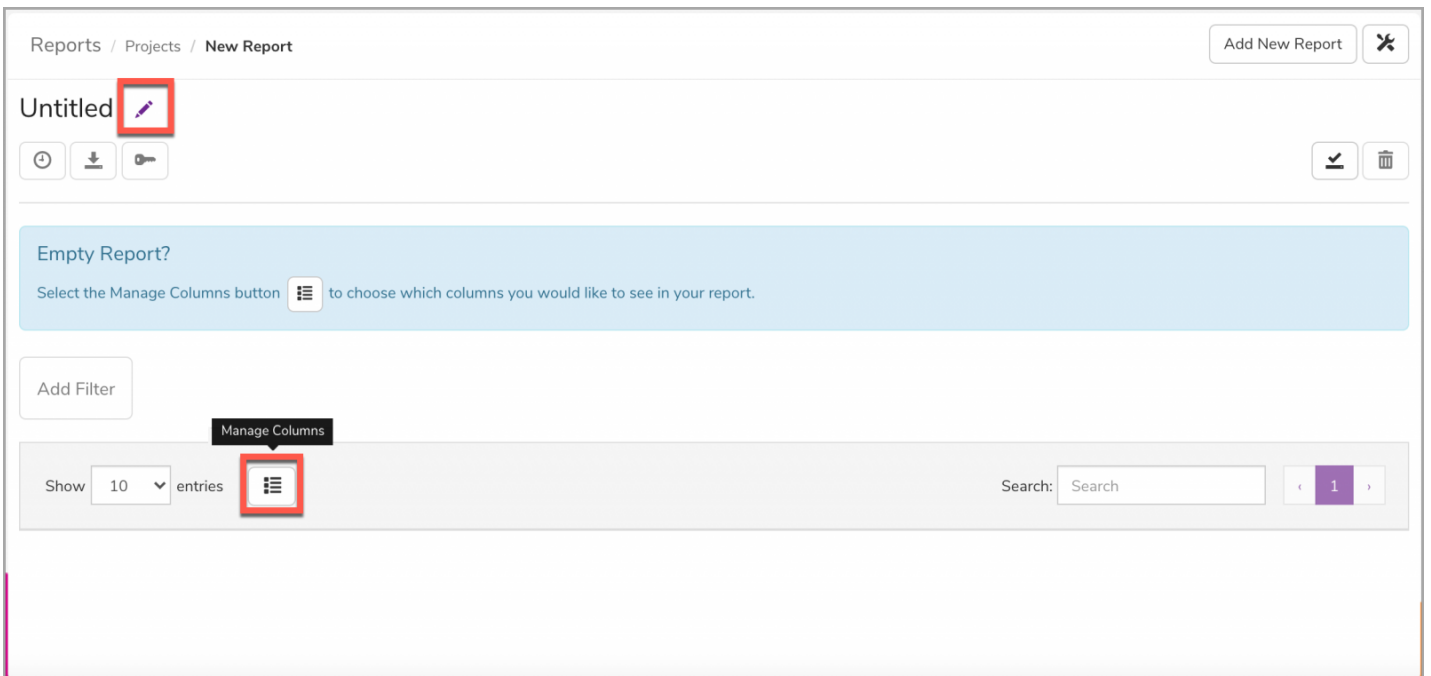 Reports / Projects / New Report
Add New Report
Untitled
Empty Report?
Select the Manage Columns button to choose which columns you would like to see in your report.
Add Filter
Manage Columns
Show 10 entries
Search: Search ‹ 1 ›